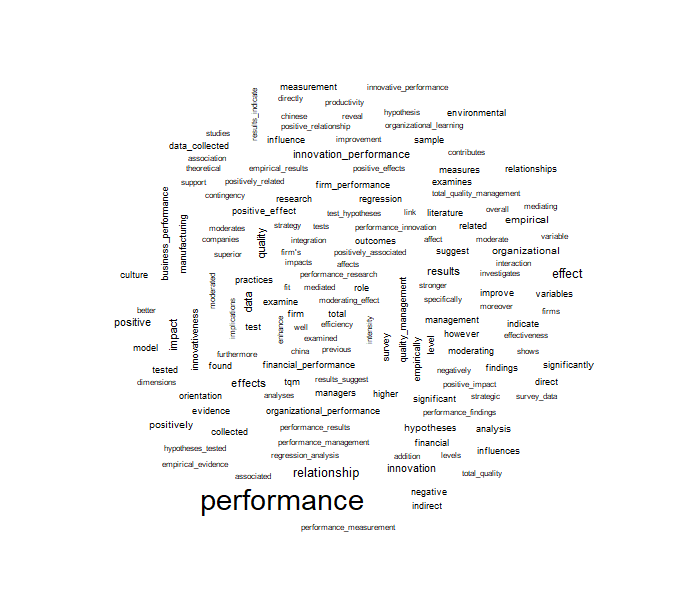 measurement
innovative_performance
results_indicate
directly
productivity
chinese
reveal
hypothesis
environmental
positive_relationship
organizational_learning
studies
influence
improvement
sample
data_collected
innovation_performance
contributes
association
theoretical
empirical_results
positive_effects
measures
relationships
support
positively_related
firm_performance
examines
business_performance
contingency
research
regression
total_quality_management
manufacturing
positive_effect
test_hypotheses
link
literature
overall
mediating
moderates
quality
strategy
tests
performance_innovation
related
empirical
companies
integration
outcomes
affect
moderate
variable
superior
firm's
positively_associated
suggest
organizational
impacts
affects
interaction
culture
moderated
practices
performance_research
results
investigates
effect
data
fit
mediated
role
stronger
better
implications
examine
moderating_effect
quality_management
specifically
improve
variables
moreover
positive
impact
innovativeness
test
enhance
firm
total
well
efficiency
intensity
management
indicate
firms
model
examined
survey
empirically
level
however
effectiveness
furthermore
china
previous
moderating
shows
tested
found
financial_performance
negatively
findings
significantly
dimensions
effects
tqm
results_suggest
positive_impact
direct
orientation
analyses
managers
higher
significant
strategic
survey_data
evidence
organizational_performance
performance_findings
positively
collected
performance_results
hypotheses
analysis
hypotheses_tested
performance_management
financial
regression_analysis
addition
levels
influences
empirical_evidence
associated
relationship
innovation
total_quality
performance
negative
indirect
performance_measurement